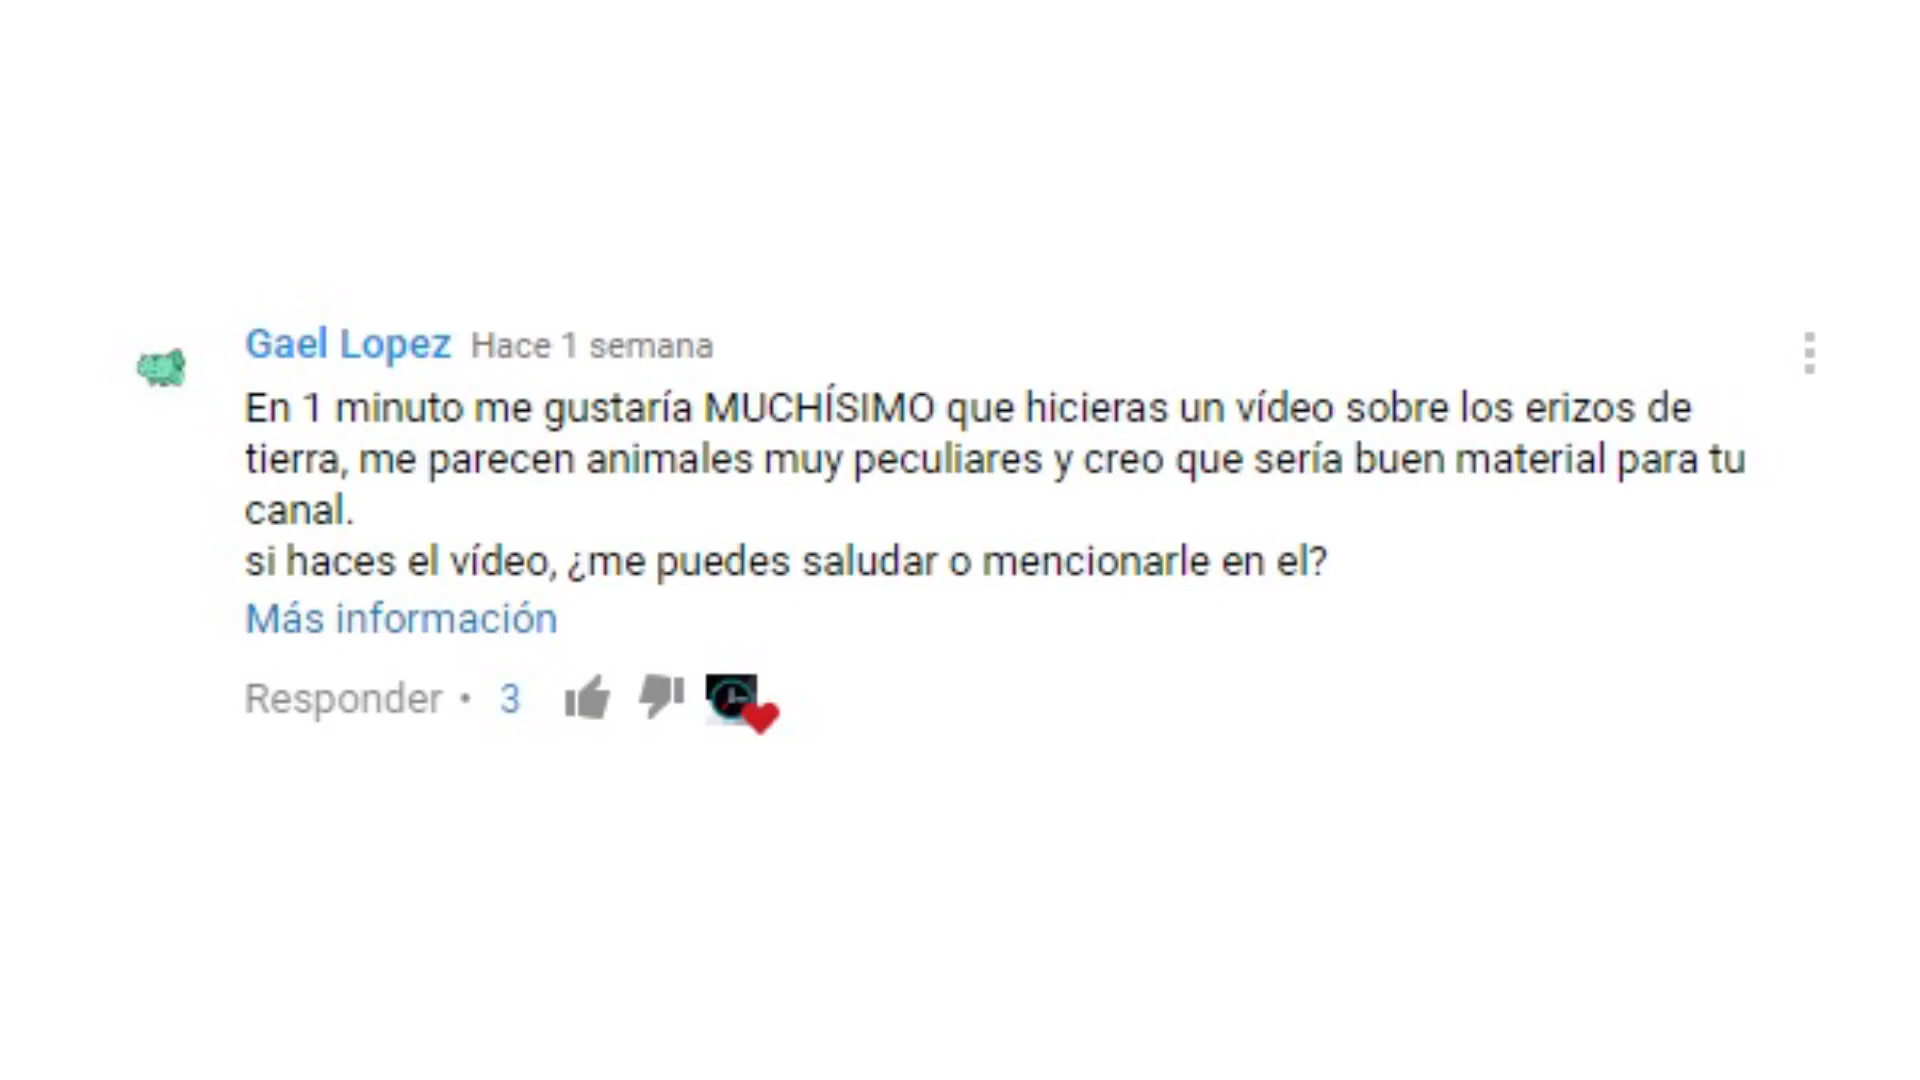 Gael Lopez Hace 1 semana
En 1 minuto me gustaría MUCHÍSIMO que hicieras un vídeo sobre los erizos de
tierra, me parecen animales muy peculiares y creo que sería buen material para tu
canal.
si haces el vídeo, ¿me puedes saludar o mencionarle en el?
Más información
Responder • 3